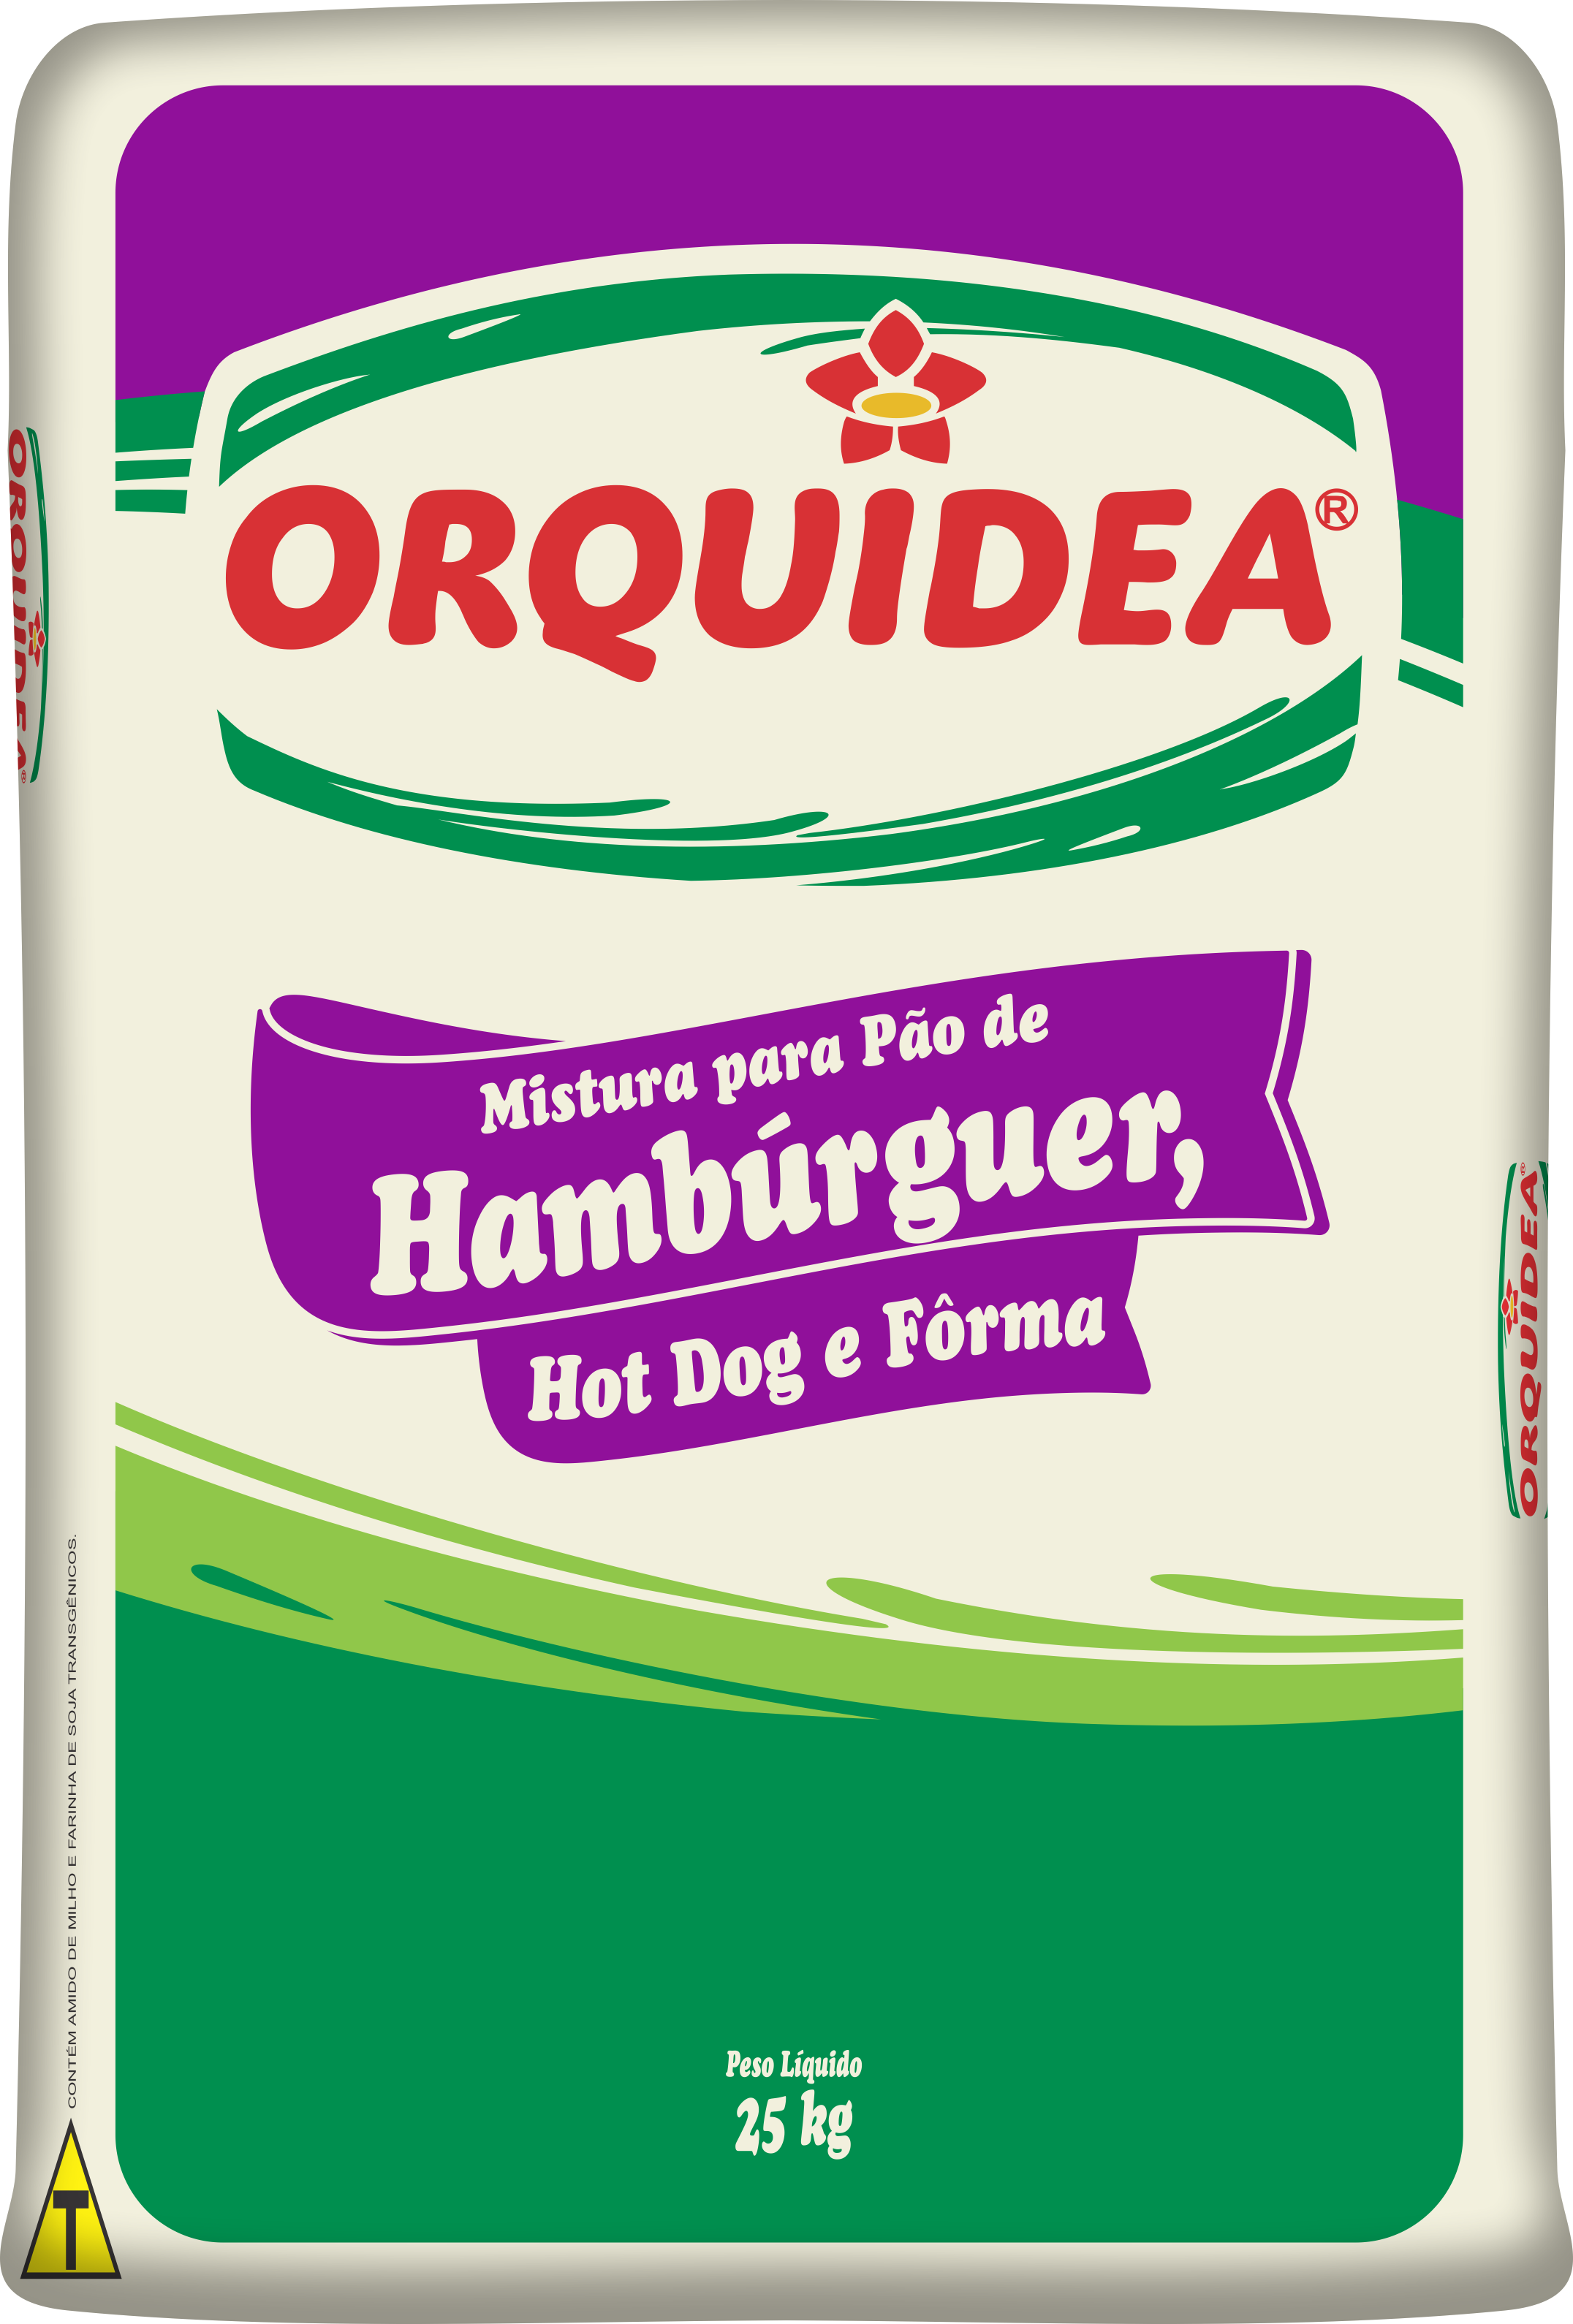 ORQUIDEA®
Mistura para Pão de
Hambúrguer,
Hot Dog e Fôrma
Peso Líquido
25 kg
CONTÉM AMIDO DE MILHO E FARINHA DE SOJA TRANSGÊNICOS.
T
ORQUIDEA®
ORQUIDEA®